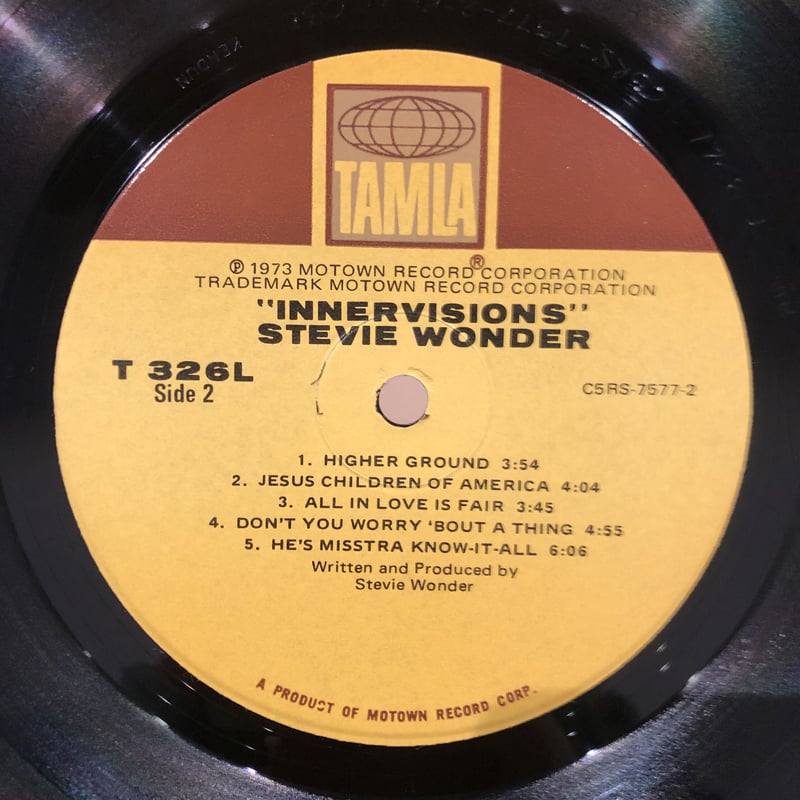 TAMLA
®
℗ 1973 MOTOWN RECORD CORPORATION
TRADEMARK MOTOWN RECORD CORPORATION
"INNERVISIONS"
STEVIE WONDER
T 326L
Side 2
C5RS-7577-2
1. HIGHER GROUND 3:54
2. JESUS CHILDREN OF AMERICA 4:04
3. ALL IN LOVE IS FAIR 3:45
4. DON'T YOU WORRY 'BOUT A THING 4:55
5. HE'S MISSTRA KNOW-IT-ALL 6:06
Written and Produced by
Stevie Wonder
A PRODUCT OF MOTOWN RECORD CORP.